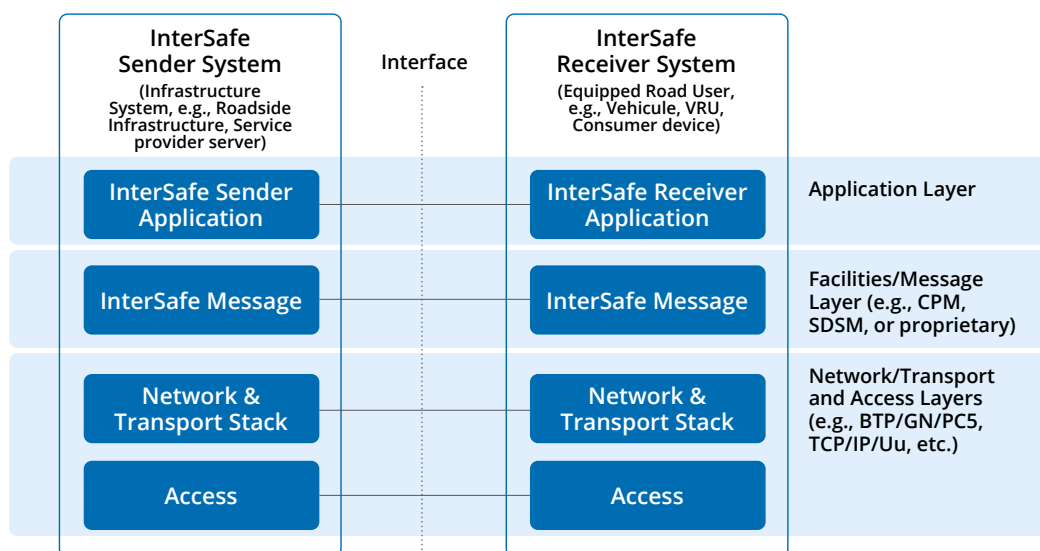 InterSafe
Sender System
(Infrastructure
System, e.g., Roadside
Infrastructure, Service
provider server)
Interface
InterSafe
Receiver System
(Equipped Road User,
e.g., Vehicule, VRU,
Consumer device)
InterSafe Sender
Application
InterSafe Receiver
Application
Application Layer
InterSafe Message
InterSafe Message
Facilities/Message
Layer (e.g., CPM,
SDSM, or proprietary)
Network &
Transport Stack
Network &
Transport Stack
Network/Transport
and Access Layers
(e.g., BTP/GN/PC5,
TCP/IP/Uu, etc.)
Access
Access